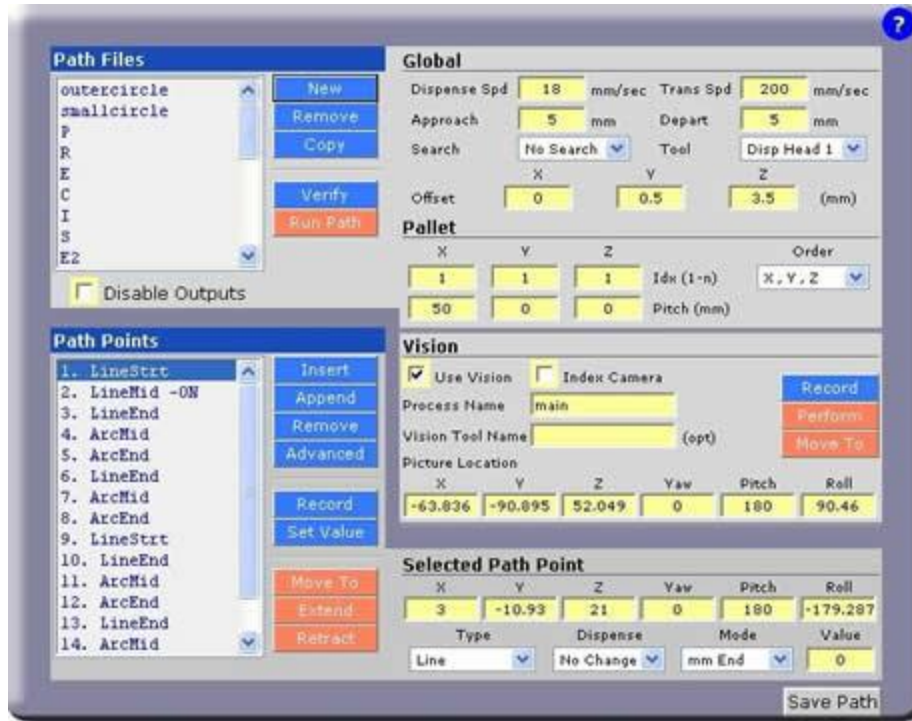 ?
Path Files
outercircle
smallcircle
P
R
E
C
I
S
E2
New
Remove
Copy
Verify
Run Path
Disable Outputs
Path Points
1. LineStrt
2. LineMid -ON
3. LineEnd
4. ArcMid
5. ArcEnd
6. LineEnd
7. ArcMid
8. ArcEnd
9. LineStrt
10. LineEnd
11. ArcMid
12. ArcEnd
13. LineEnd
14. ArcMid
Insert
Append
Remove
Advanced
Record
Set Value
Move To
Extend
Retract
Global
Dispense Spd 18 mm/sec Trans Spd 200 mm/sec
Approach 5 mm Depart 5 mm
Search No Search Tool Disp Head 1
X Y Z
Offset 0 0.5 3.5 (mm)
Pallet
X Y Z Order
1 1 1 Idx (1-n) X,Y,Z
50 0 0 Pitch (mm)
Vision
Use Vision Index Camera
Process Name main
Vision Tool Name (opt)
Record
Perform
Move To
Picture Location
X Y Z Yaw Pitch Roll
-63.836 -90.895 52.049 0 180 90.46
Selected Path Point
X Y Z Yaw Pitch Roll
3 -10.93 21 0 180 -179.287
Type Dispense Mode Value
Line No Change mm End 0
Save Path